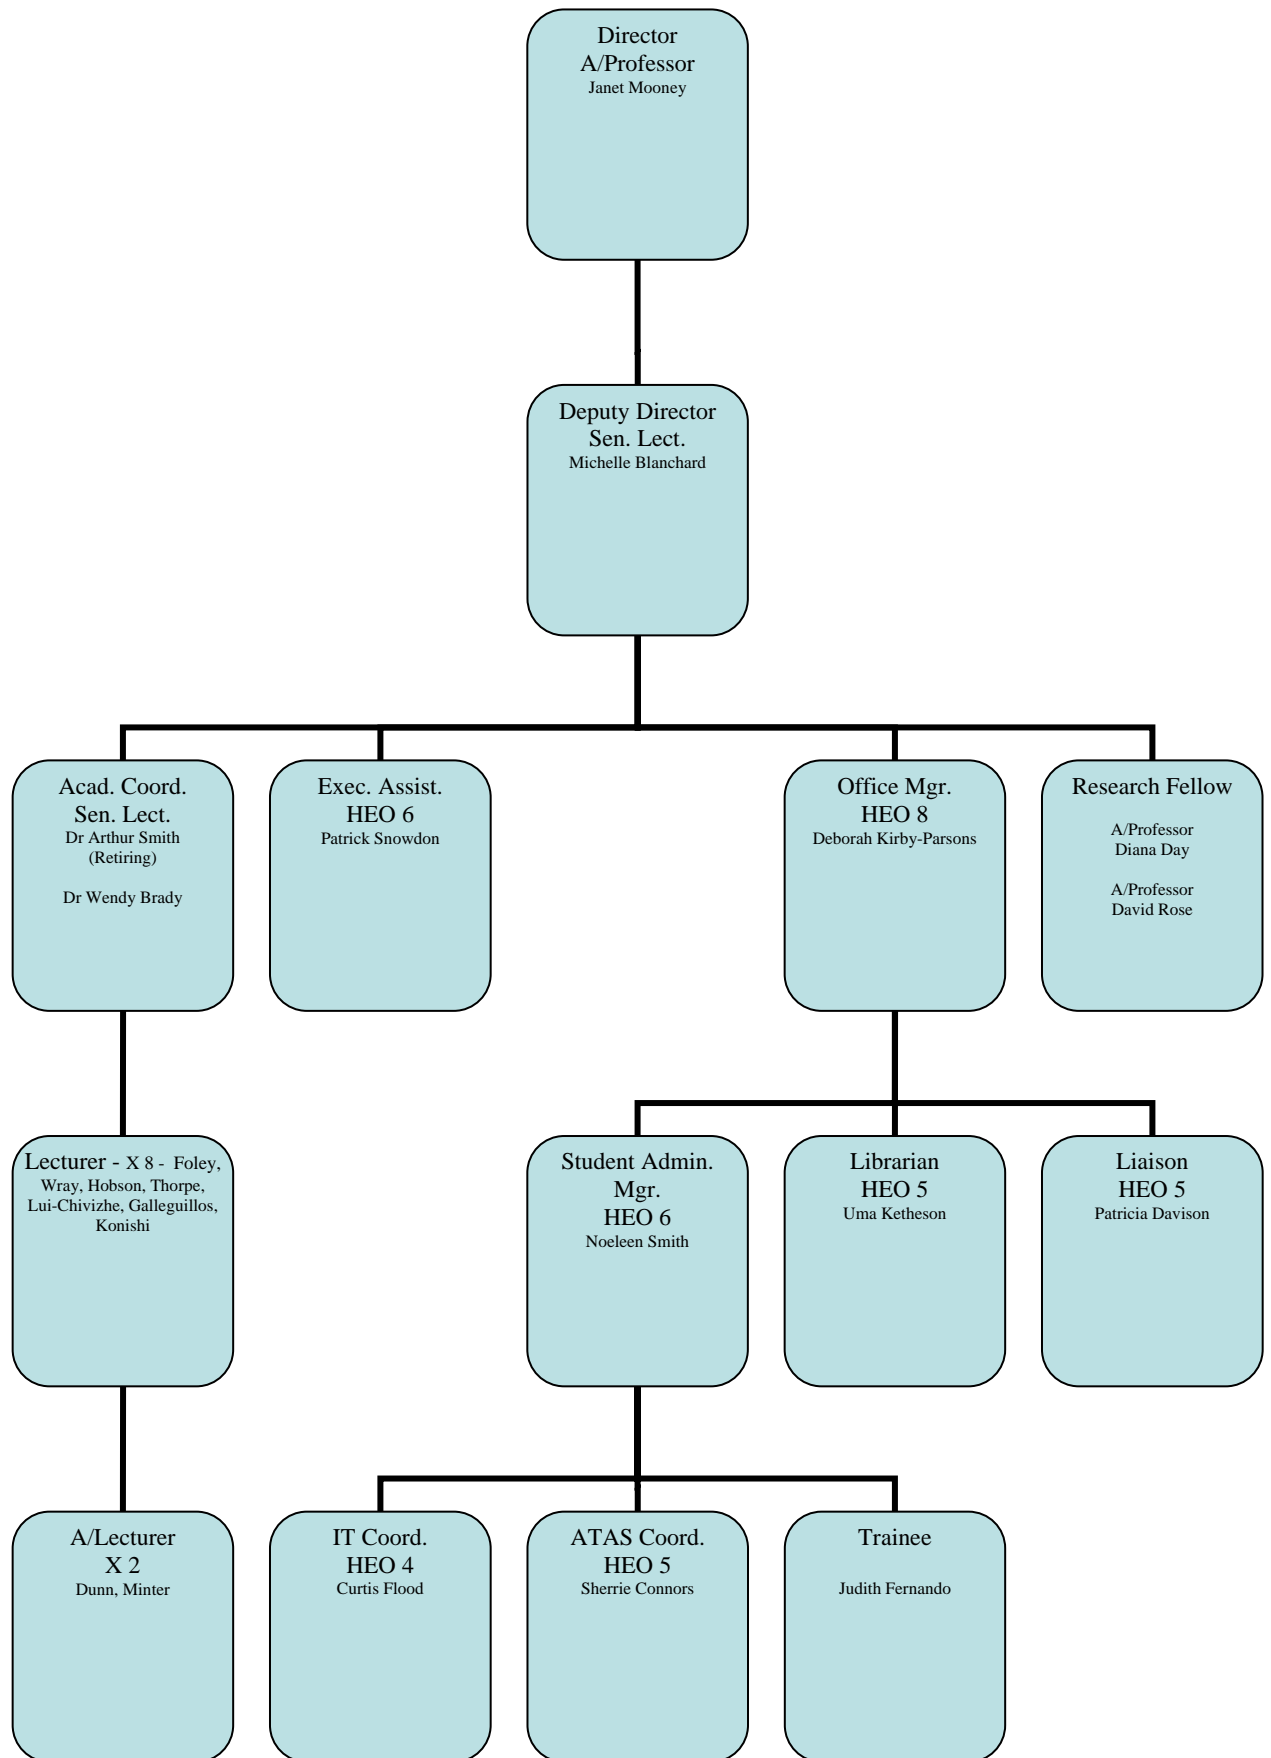 Director
A/Professor
Janet Mooney
Deputy Director
Sen. Lect.
Michelle Blanchard
Acad. Coord.
Sen. Lect.
Dr Arthur Smith
(Retiring)
Dr Wendy Brady
Exec. Assist.
HEO 6
Patrick Snowdon
Office Mgr.
HEO 8
Deborah Kirby-Parsons
Research Fellow
A/Professor
Diana Day
A/Professor
David Rose
Lecturer - X 8 - Foley,
Wray, Hobson, Thorpe,
Lui-Chivizhe, Galleguillos,
Konishi
Student Admin.
Mgr.
HEO 6
Noeleen Smith
Librarian
HEO 5
Uma Ketheson
Liaison
HEO 5
Patricia Davison
A/Lecturer
X 2
Dunn, Minter
IT Coord.
HEO 4
Curtis Flood
ATAS Coord.
HEO 5
Sherrie Connors
Trainee
Judith Fernando